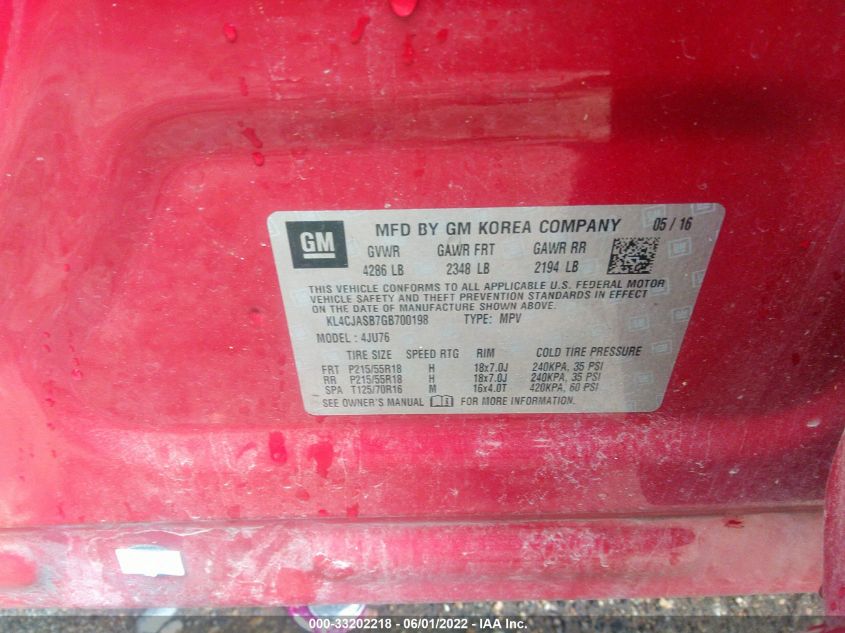 GM MFD BY GM KOREA COMPANY 05 / 16
GVWR GAWR FRT GAWR RR
4286 LB 2348 LB 2194 LB
THIS VEHICLE CONFORMS TO ALL APPLICABLE U.S. FEDERAL MOTOR
VEHICLE SAFETY AND THEFT PREVENTION STANDARDS IN EFFECT
ON THE DATE OF MANUFACTURE SHOWN ABOVE.
KL4CJASB7GB700198 TYPE: MPV
MODEL : 4JU76
TIRE SIZE SPEED RTG RIM COLD TIRE PRESSURE
FRT P215/55R18 H 18x7.0J 240KPA, 35 PSI
RR P215/55R18 H 18x7.0J 240KPA, 35 PSI
SPA T125/70R16 M 16x4.0T 420KPA, 60 PSI
SEE OWNER'S MANUAL FOR MORE INFORMATION.
000-33202218 - 06/01/2022 - IAA Inc.